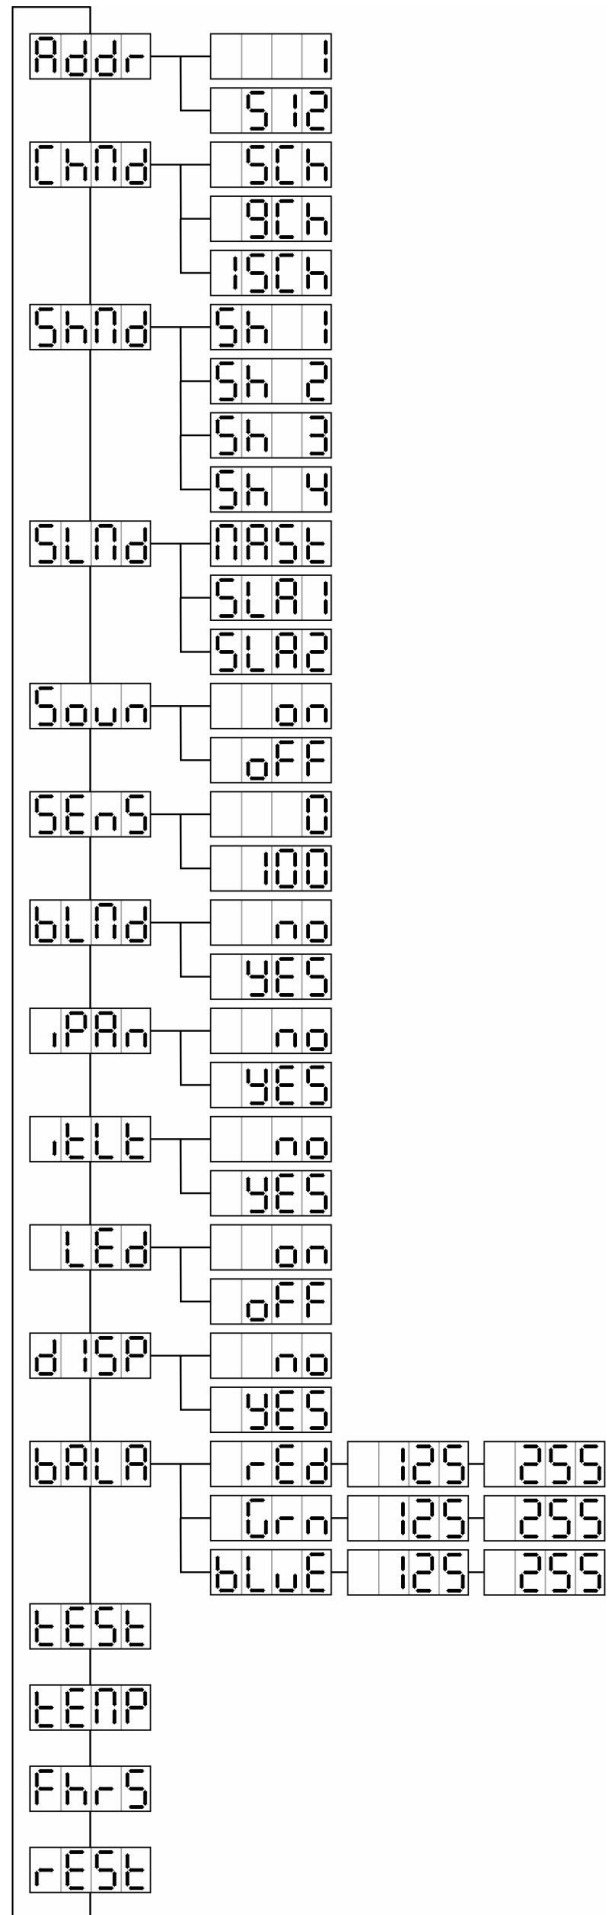 Addr 1
512
ChMd 5Ch
9Ch
15Ch
ShMd Sh 1
Sh 2
Sh 3
Sh 4
SLMd MASt
SLA1
SLA2
Soun on
oFF
SEnS 0
100
bLMd no
YES
iPAn no
YES
itLt no
YES
LEd on
oFF
dISP no
YES
bALA rEd 125 255
Grn 125 255
bLuE 125 255
tESt
tEMP
FhrS
rESt